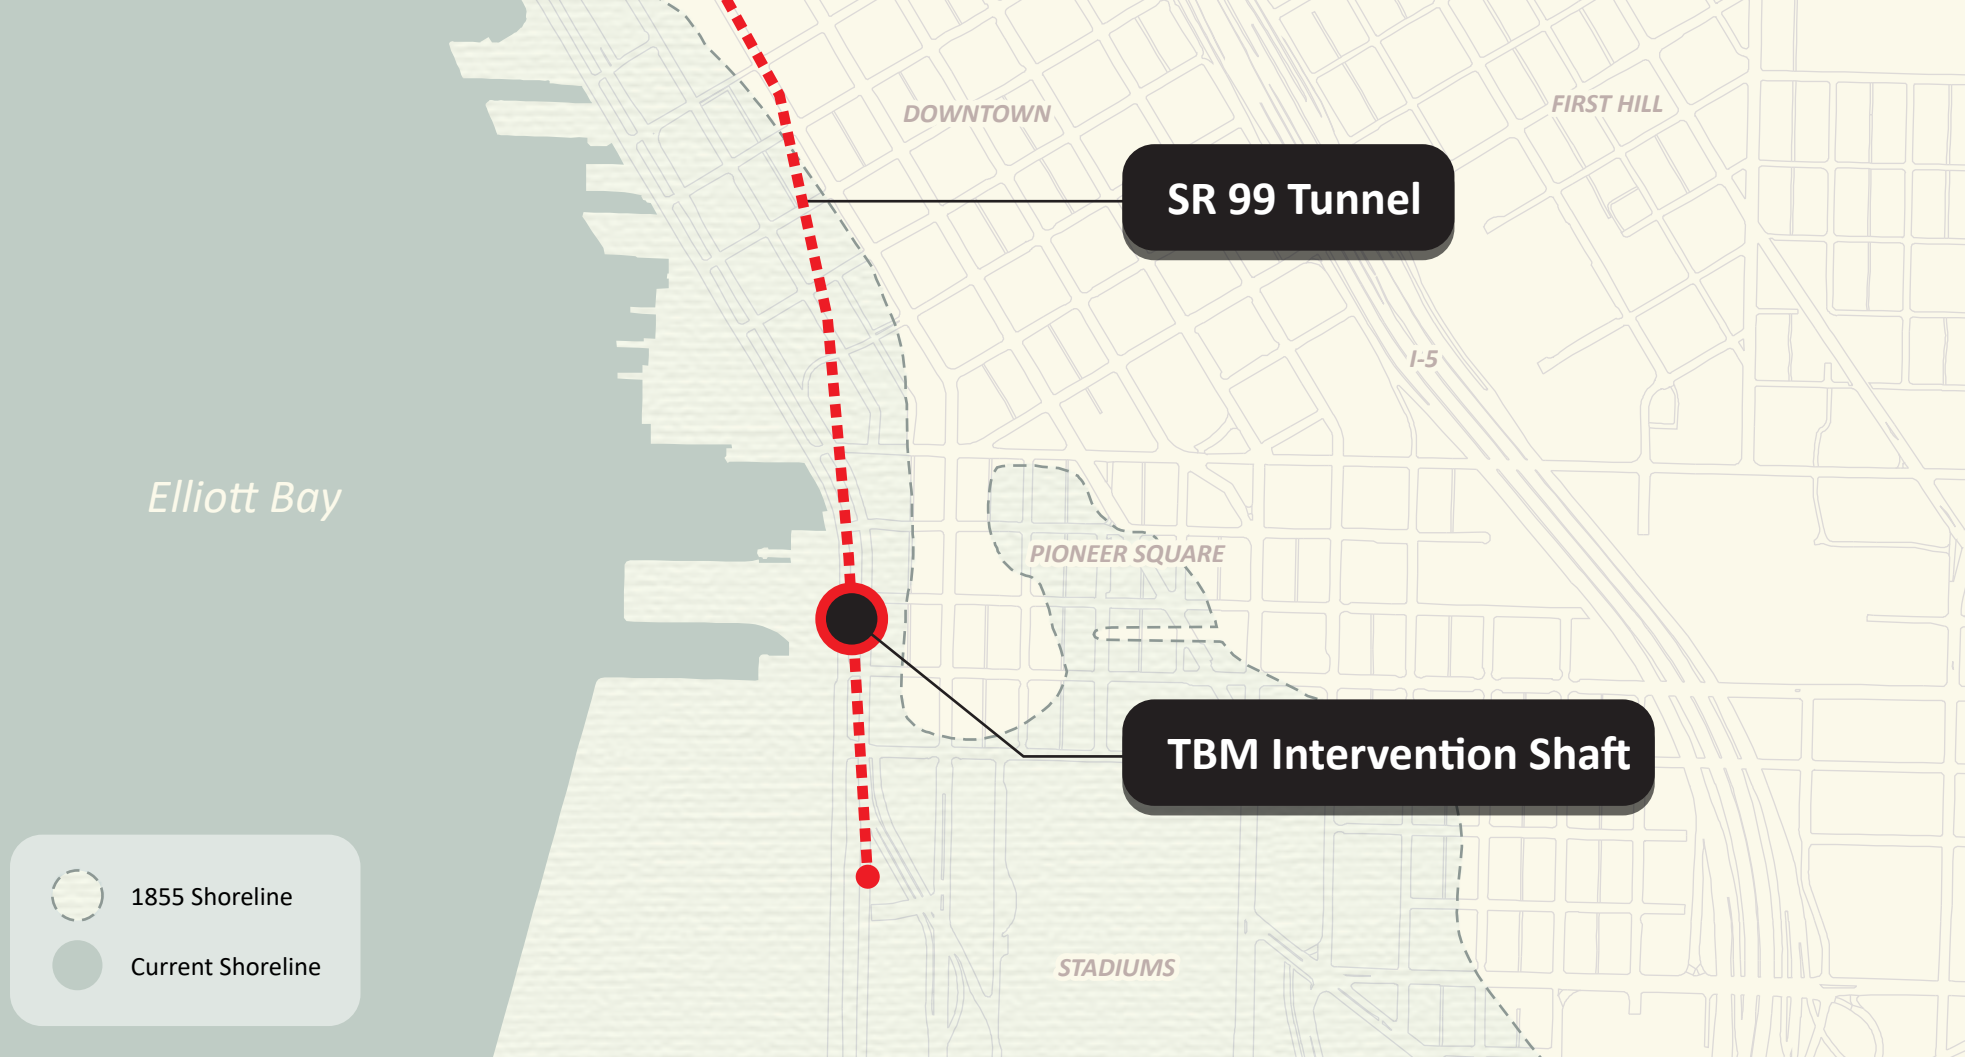 DOWNTOWN
FIRST HILL
SR 99 Tunnel
I-5
Elliott Bay
PIONEER SQUARE
TBM Intervention Shaft
1855 Shoreline
Current Shoreline
STADIUMS